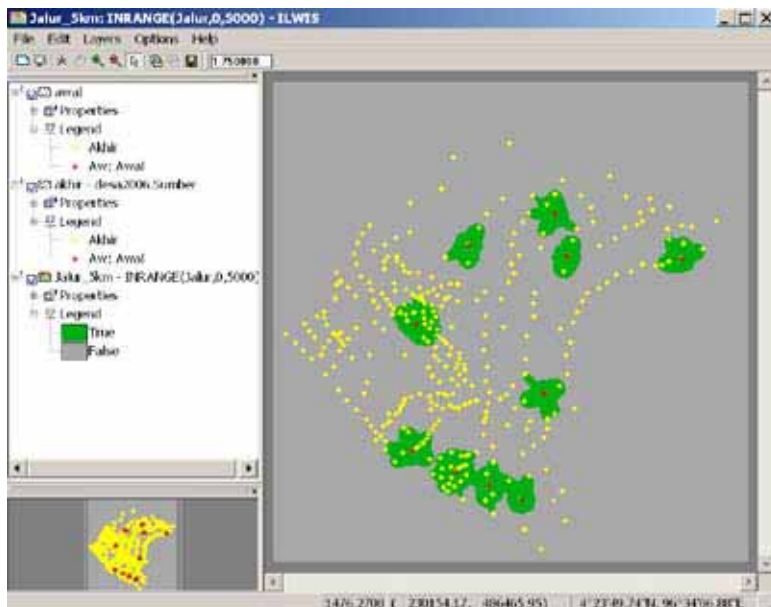 Jalur_5km: INRANGE(Jalur,0,5000) - ILWIS
File Edit Layers Options Help
awal
Properties
Legend
Akhir
Aw: Awal
akhir - desa2006.Sumber
Properties
Legend
Akhir
Aw: Awal
Jalur_5km - INRANGE(Jalur,0,5000)
Properties
Legend
True
False